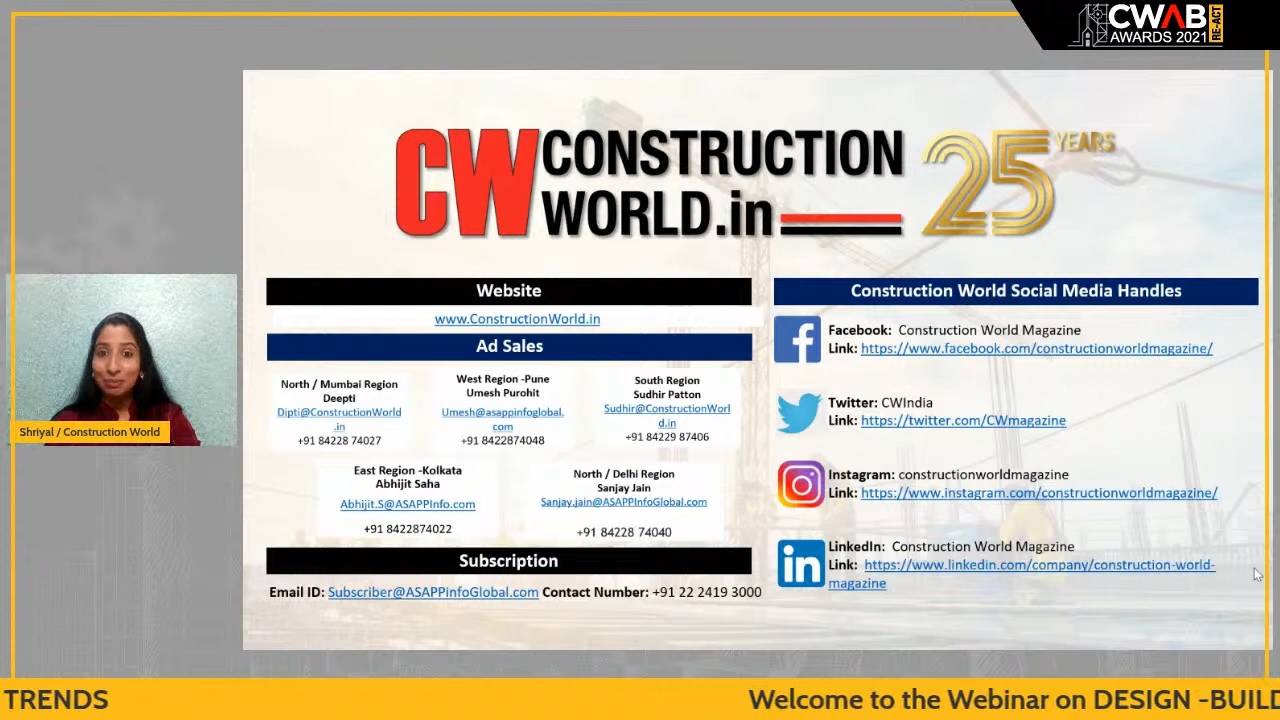 CWAB
AWARDS 2021
RE-ACT
CW CONSTRUCTION
WORLD.in
25 YEARS
Website
www.ConstructionWorld.in
Ad Sales
North / Mumbai Region
Deepti
Dipti@ConstructionWorld
.in
+91 84228 74027
West Region -Pune
Umesh Purohit
Umesh@asappinfoglobal.
com
+91 8422874048
South Region
Sudhir Patton
Sudhir@ConstructionWorl
d.in
+91 84229 87406
East Region -Kolkata
Abhijit Saha
Abhijit.S@ASAPPInfo.com
+91 8422874022
North / Delhi Region
Sanjay Jain
Sanjay.jain@ASAPPInfoGlobal.com
+91 84228 74040
Subscription
Email ID: Subscriber@ASAPPinfoGlobal.com Contact Number: +91 22 2419 3000
Construction World Social Media Handles
Facebook: Construction World Magazine
Link: https://www.facebook.com/constructionworldmagazine/
Twitter: CWIndia
Link: https://twitter.com/CWmagazine
Instagram: constructionworldmagazine
Link: https://www.instagram.com/constructionworldmagazine/
LinkedIn: Construction World Magazine
Link: https://www.linkedin.com/company/construction-world-
magazine
Shriyal / Construction World
TRENDS
Welcome to the Webinar on DESIGN -BUILD